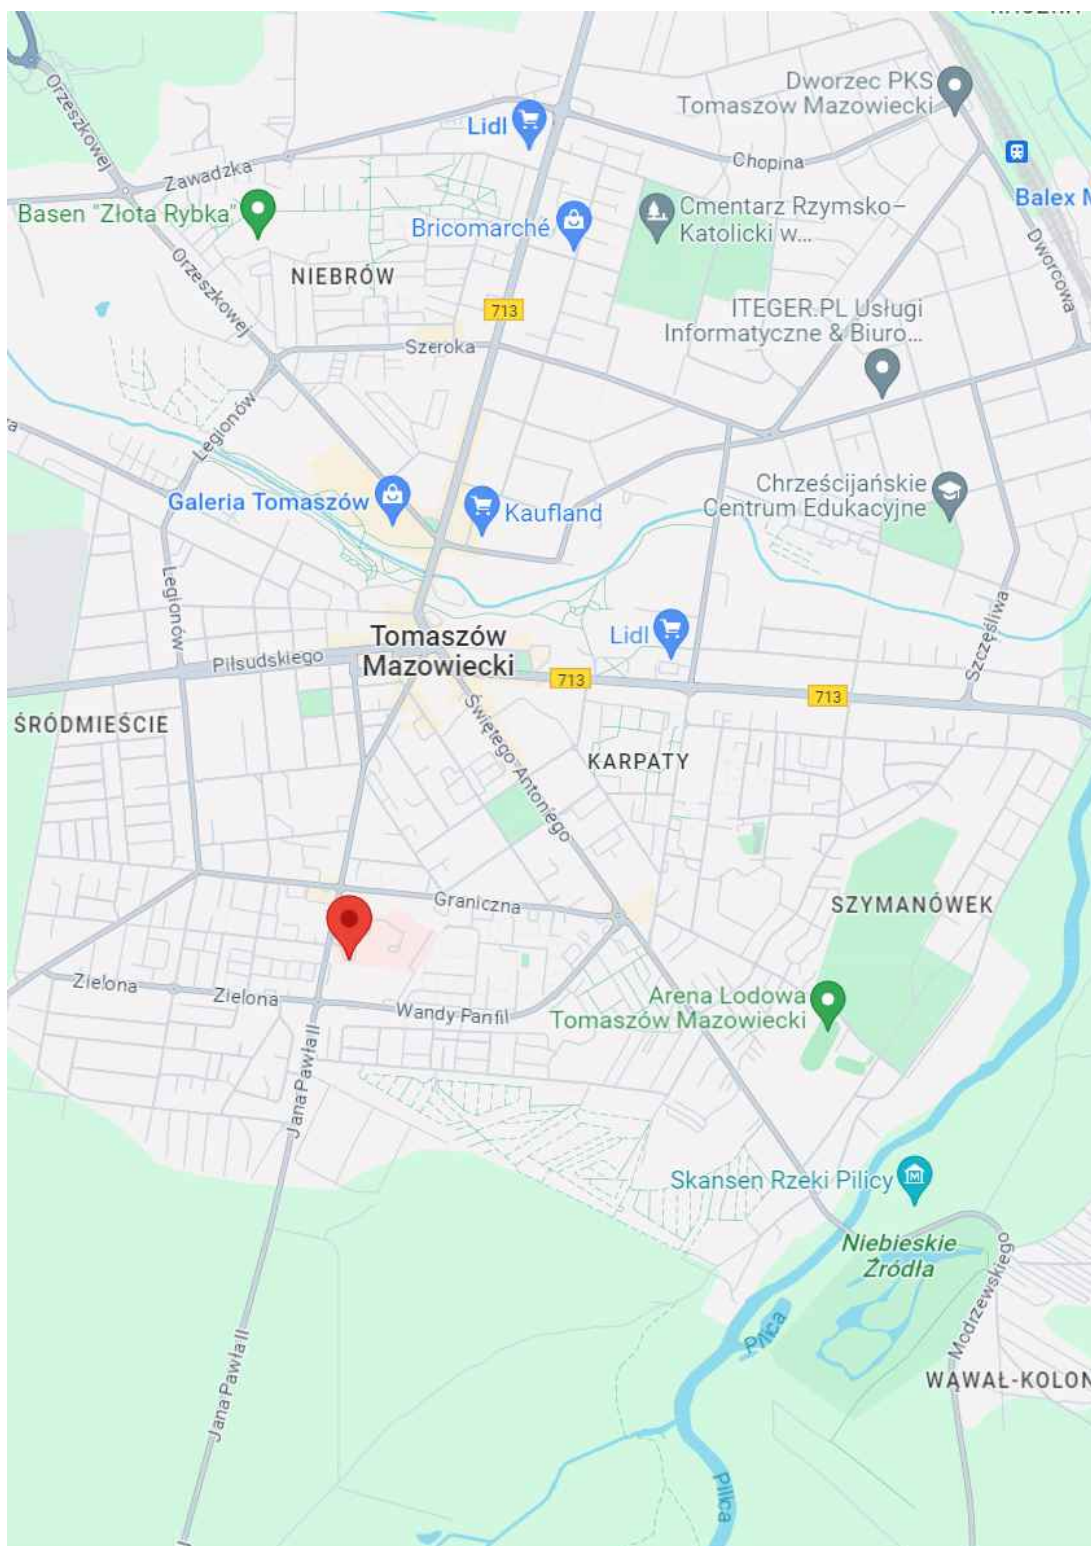 Orzeszkowej
Dworzec PKS
Tomaszow Mazowiecki
Lidl
Chopina
Zawadzka
Balex M
Basen "Złota Rybka"
Cmentarz Rzymsko–
Katolicki w...
Bricomarché
Dworcowa
Orzeszkowej
NIEBRÓW
713
ITEGER.PL Usługi
Informatyczne & Biuro...
Szeroka
Legionów
Galeria Tomaszów
Kaufland
Chrześcijańskie
Centrum Edukacyjne
Legionów
Szczęśliwa
Tomaszów
Mazowiecki
Lidl
Piłsudskiego
713
713
ŚRÓDMIEŚCIE
Świętego Antoniego
KARPATY
Graniczna
SZYMANÓWEK
Zielona
Zielona
Wandy Panfil
Arena Lodowa
Tomaszów Mazowiecki
Jana Pawła II
Skansen Rzeki Pilicy
M
Niebieskie
Źródła
Modrzewskiego
Pilica
Jana Pawła II
WĄWAŁ-KOLON
Pilica